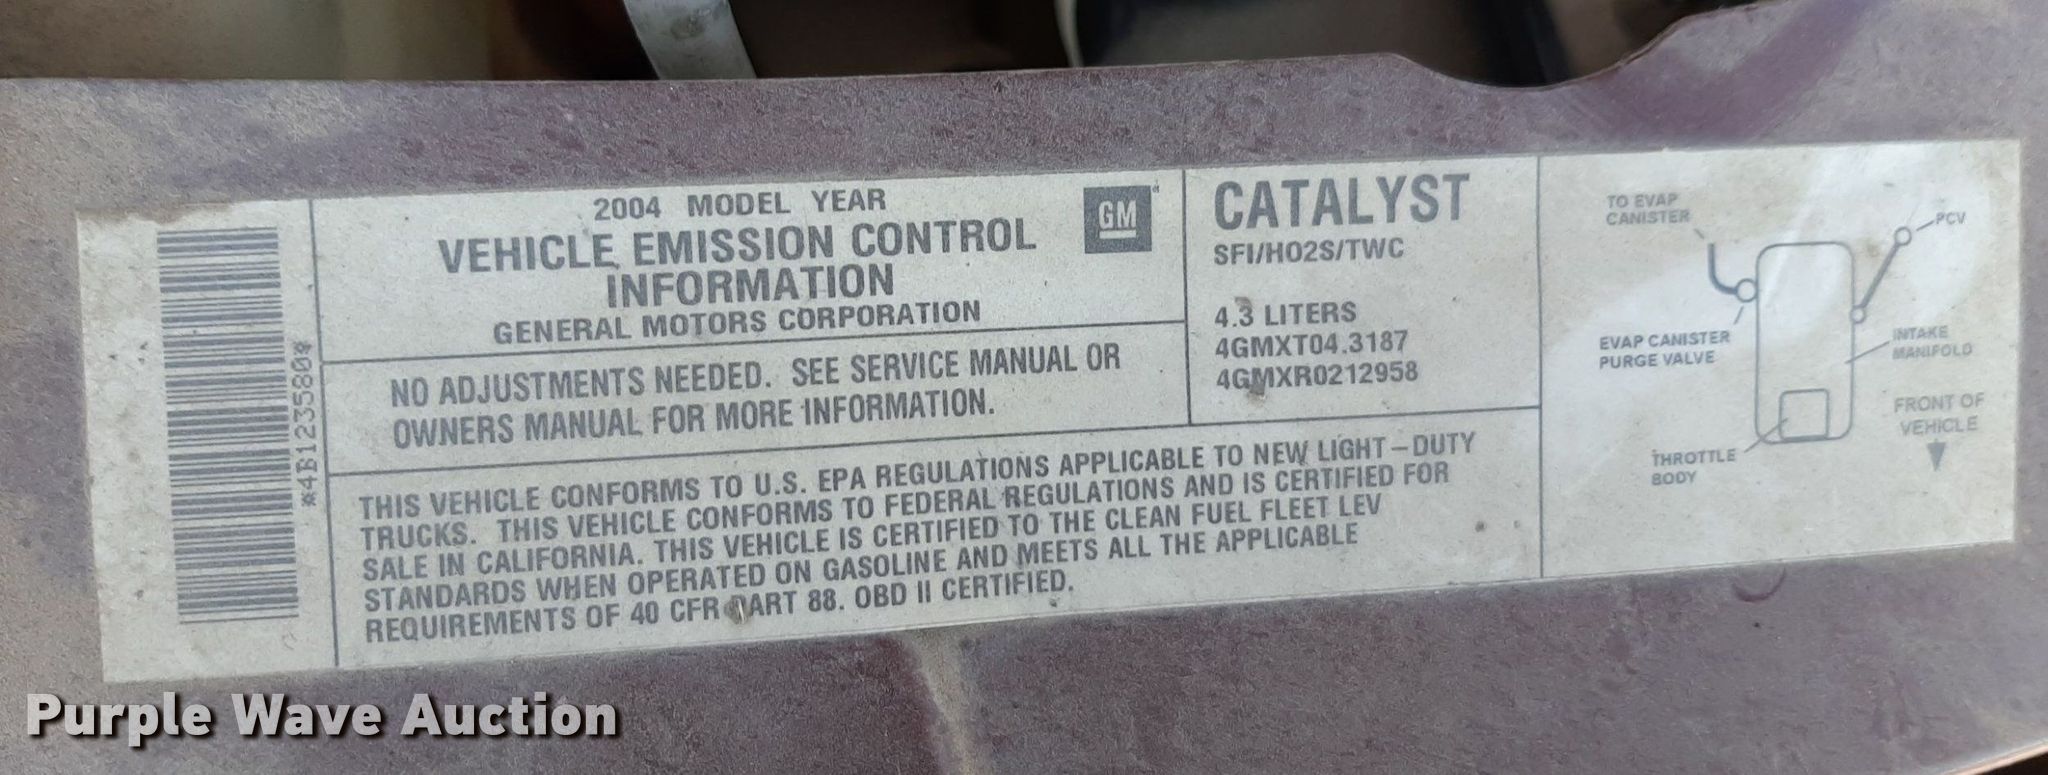 *4B123580*
2004 MODEL YEAR
VEHICLE EMISSION CONTROL
INFORMATION
GENERAL MOTORS CORPORATION
GM
NO ADJUSTMENTS NEEDED. SEE SERVICE MANUAL OR
OWNERS MANUAL FOR MORE INFORMATION.
CATALYST
SFI/HO2S/TWC
4.3 LITERS
4GMXT04.3187
4GMXR0212958
THIS VEHICLE CONFORMS TO U.S. EPA REGULATIONS APPLICABLE TO NEW LIGHT-DUTY
TRUCKS. THIS VEHICLE CONFORMS TO FEDERAL REGULATIONS AND IS CERTIFIED FOR
SALE IN CALIFORNIA. THIS VEHICLE IS CERTIFIED TO THE CLEAN FUEL FLEET LEV
STANDARDS WHEN OPERATED ON GASOLINE AND MEETS ALL THE APPLICABLE
REQUIREMENTS OF 40 CFR PART 88. OBD II CERTIFIED.
TO EVAP
CANISTER
PCV
EVAP CANISTER
PURGE VALVE
INTAKE
MANIFOLD
FRONT OF
VEHICLE
THROTTLE
BODY
Purple Wave Auction